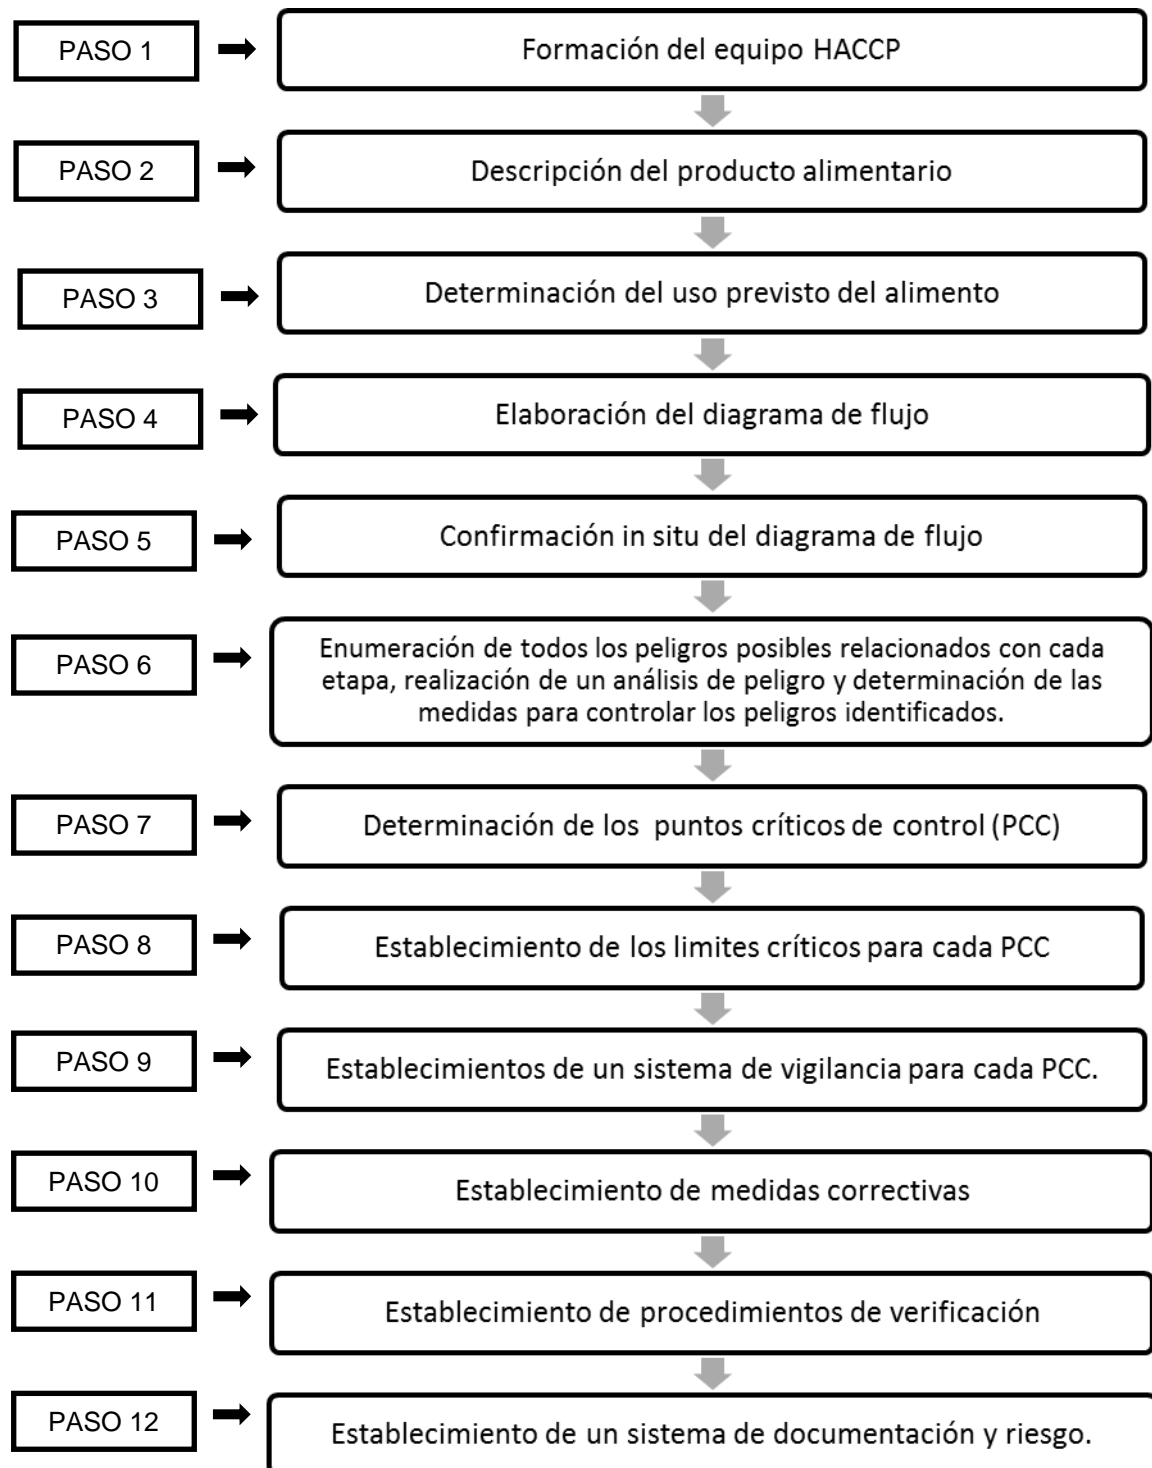 PASO 1
Formación del equipo HACCP
PASO 2
Descripción del producto alimentario
PASO 3
Determinación del uso previsto del alimento
PASO 4
Elaboración del diagrama de flujo
PASO 5
Confirmación in situ del diagrama de flujo
PASO 6
Enumeración de todos los peligros posibles relacionados con cada
etapa, realización de un análisis de peligro y determinación de las
medidas para controlar los peligros identificados.
PASO 7
Determinación de los puntos críticos de control (PCC)
PASO 8
Establecimiento de los limites críticos para cada PCC
PASO 9
Establecimientos de un sistema de vigilancia para cada PCC.
PASO 10
Establecimiento de medidas correctivas
PASO 11
Establecimiento de procedimientos de verificación
PASO 12
Establecimiento de un sistema de documentación y riesgo.